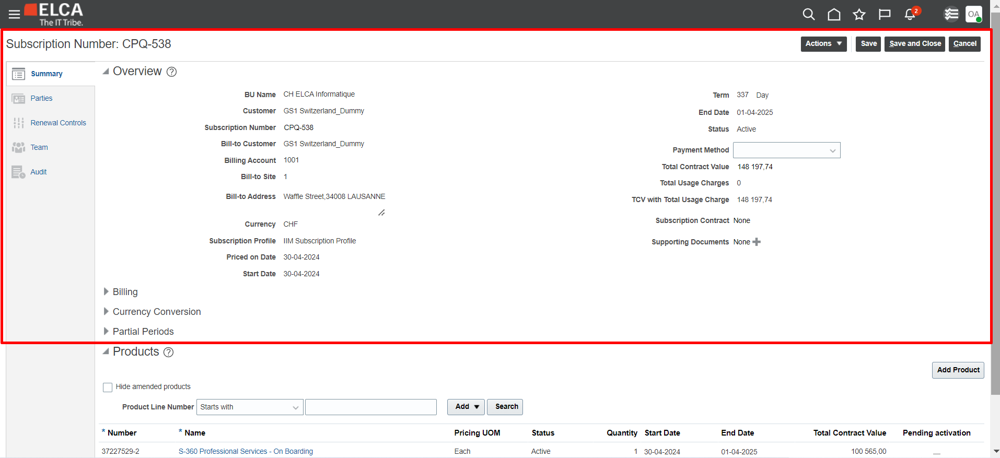 ELCA
The IT Tribe.
2
OA
Subscription Number: CPQ-538
Actions
Save
Save and Close
Cancel
Summary
Parties
Renewal Controls
Team
Audit
Overview ?
BU Name CH ELCA Informatique
Customer GS1 Switzerland_Dummy
Subscription Number CPQ-538
Bill-to Customer GS1 Switzerland_Dummy
Billing Account 1001
Bill-to Site 1
Bill-to Address Waffle Street,34008 LAUSANNE
Currency CHF
Subscription Profile IIM Subscription Profile
Priced on Date 30-04-2024
Start Date 30-04-2024
Term 337 Day
End Date 01-04-2025
Status Active
Payment Method
Total Contract Value 148 197,74
Total Usage Charges 0
TCV with Total Usage Charge 148 197,74
Subscription Contract None
Supporting Documents None
Billing
Currency Conversion
Partial Periods
Products ?
Add Product
Hide amended products
Product Line Number Starts with Add Search
* Number * Name Pricing UOM Status Quantity Start Date End Date Total Contract Value Pending activation
37227529-2 S-360 Professional Services - On Boarding Each Active 1 30-04-2024 01-04-2025 100 565,00 __